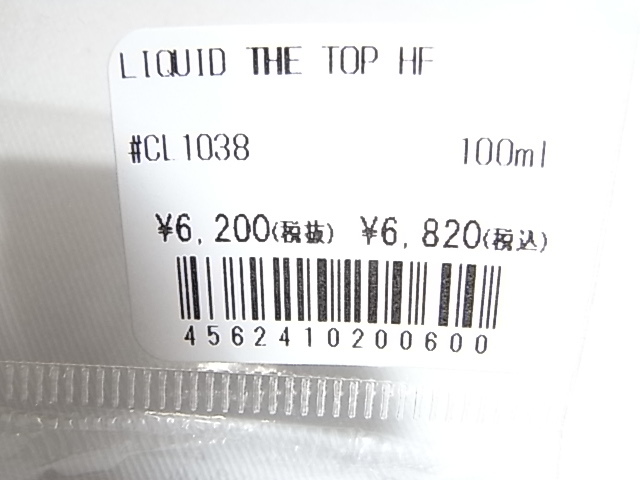 LIQUID THE TOP HF
#CL1038 100ml
¥6,200(税抜) ¥6,820(税込)
4562410200600